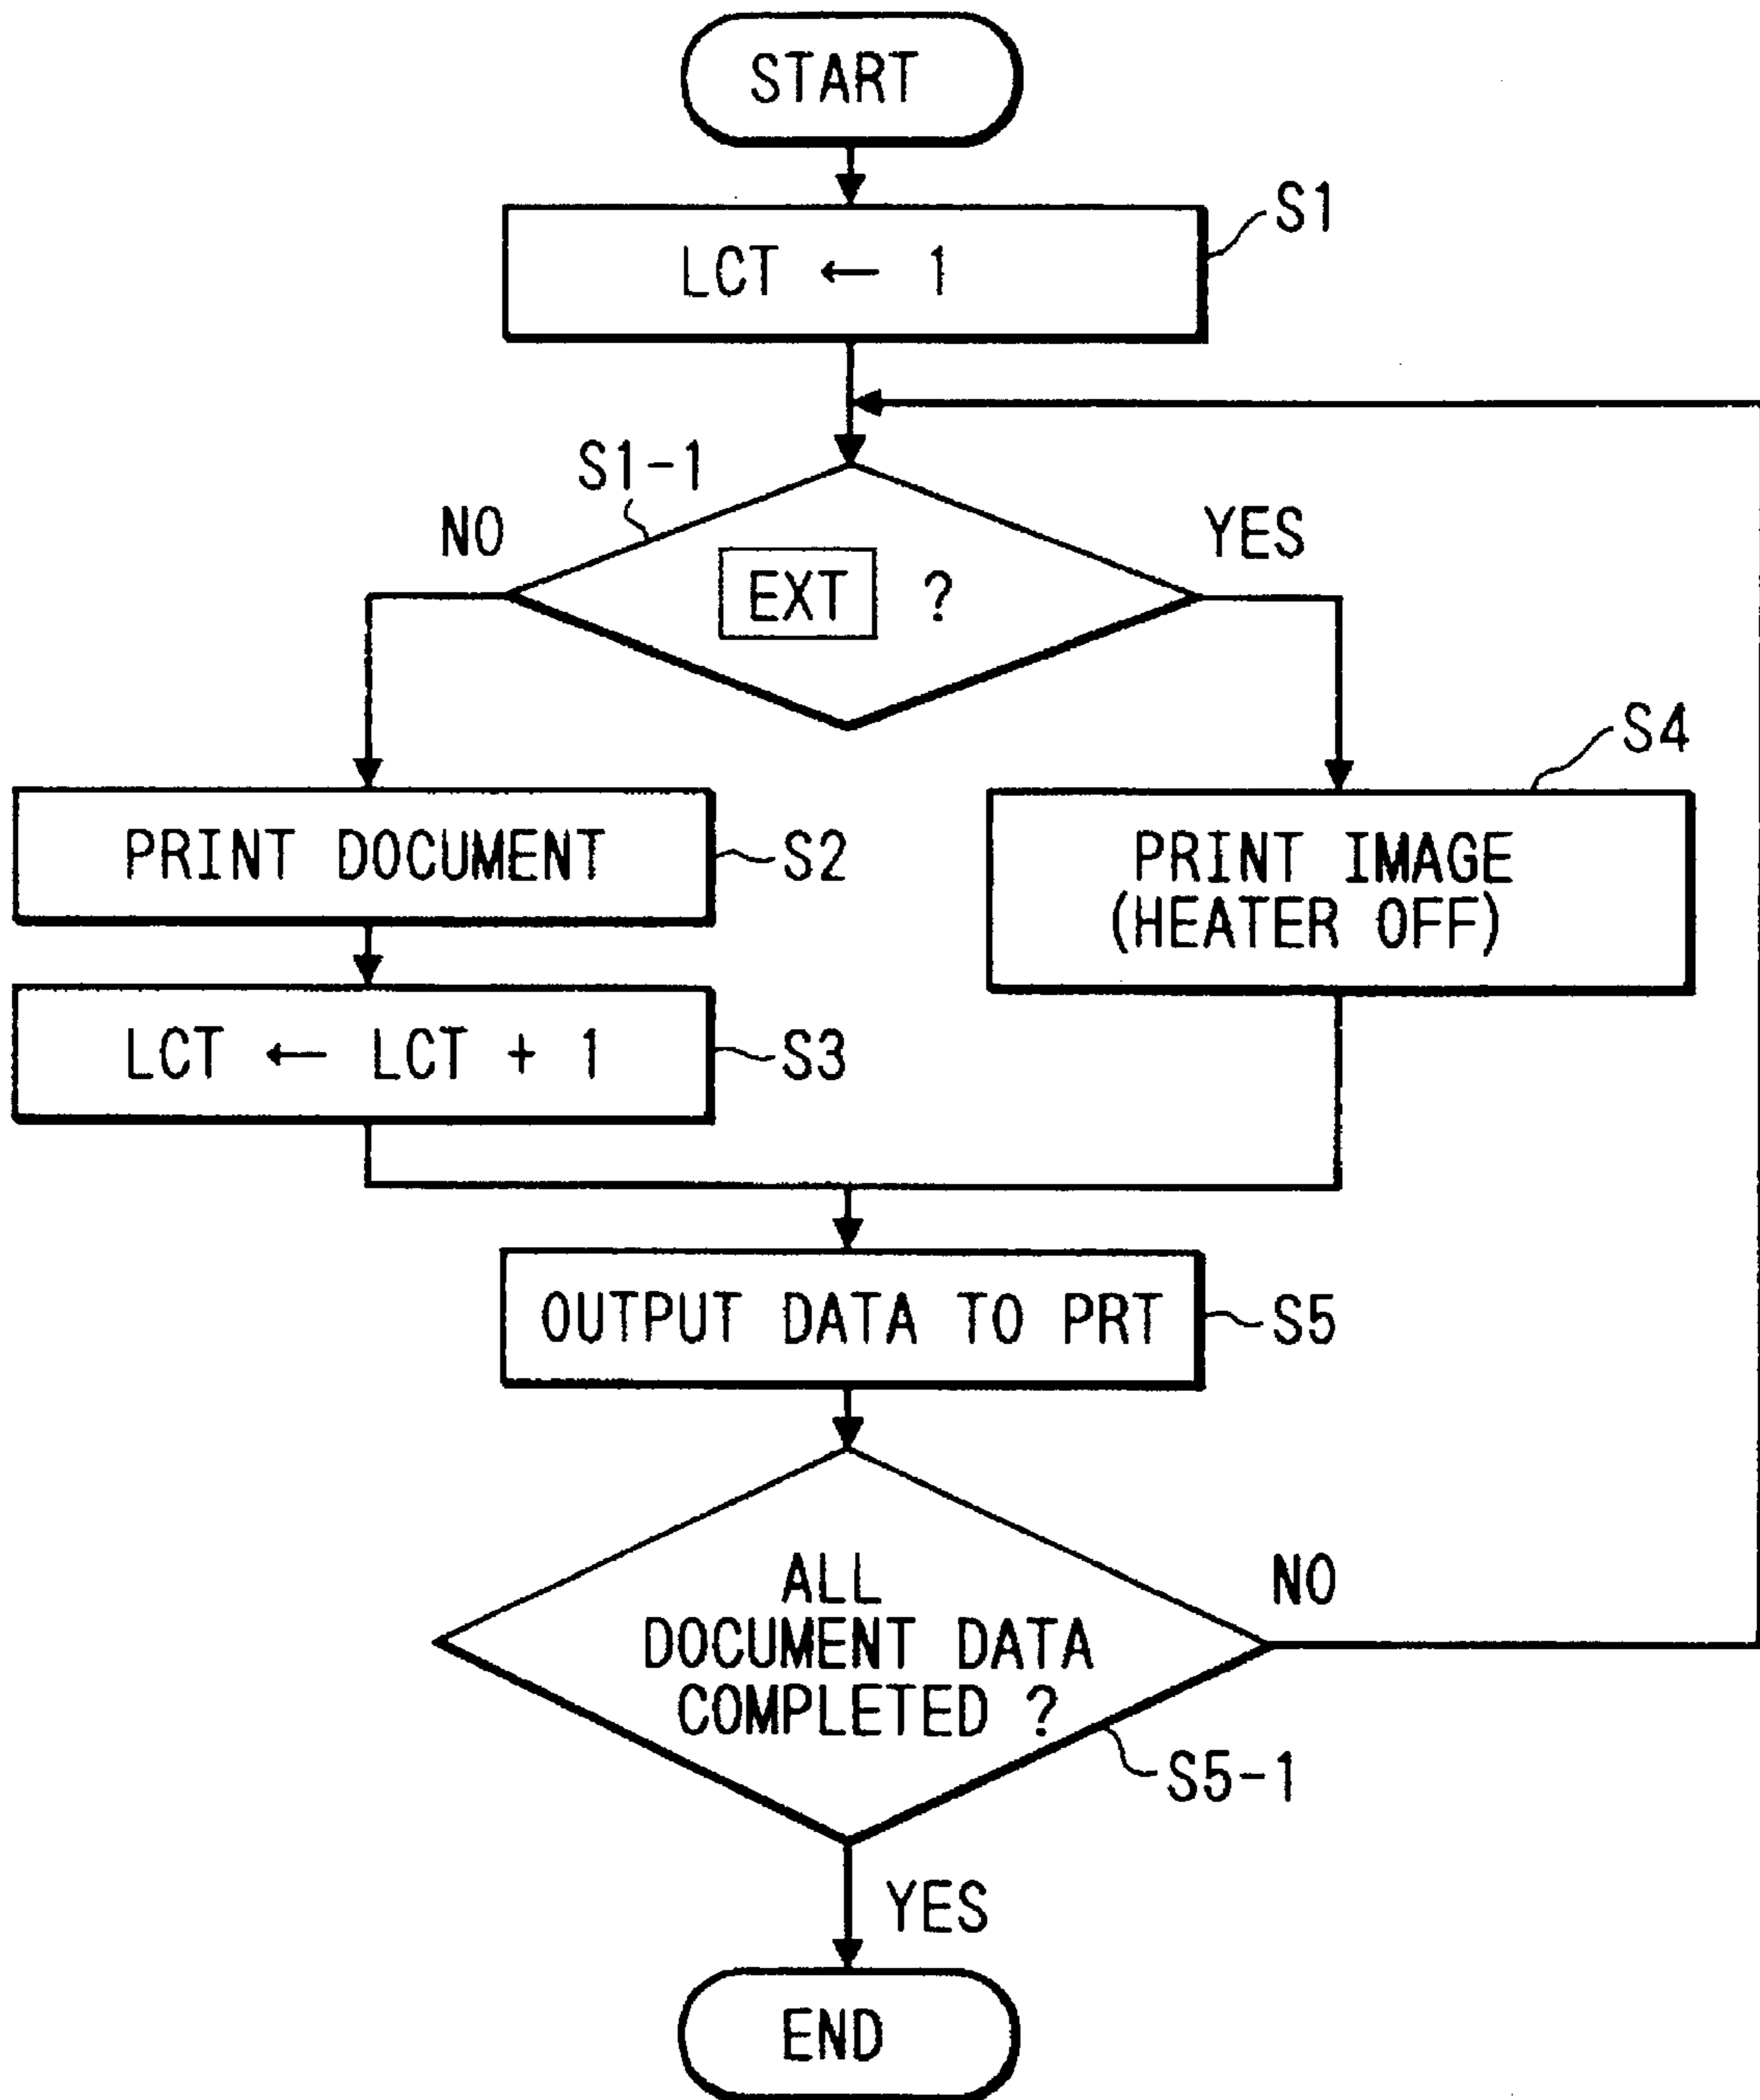 START
LCT ← 1
S1
S1-1
NO
YES
EXT ?
S4
PRINT DOCUMENT
S2
PRINT IMAGE
(HEATER OFF)
LCT ← LCT + 1
S3
OUTPUT DATA TO PRT
S5
ALL
DOCUMENT DATA
COMPLETED ?
NO
S5-1
YES
END